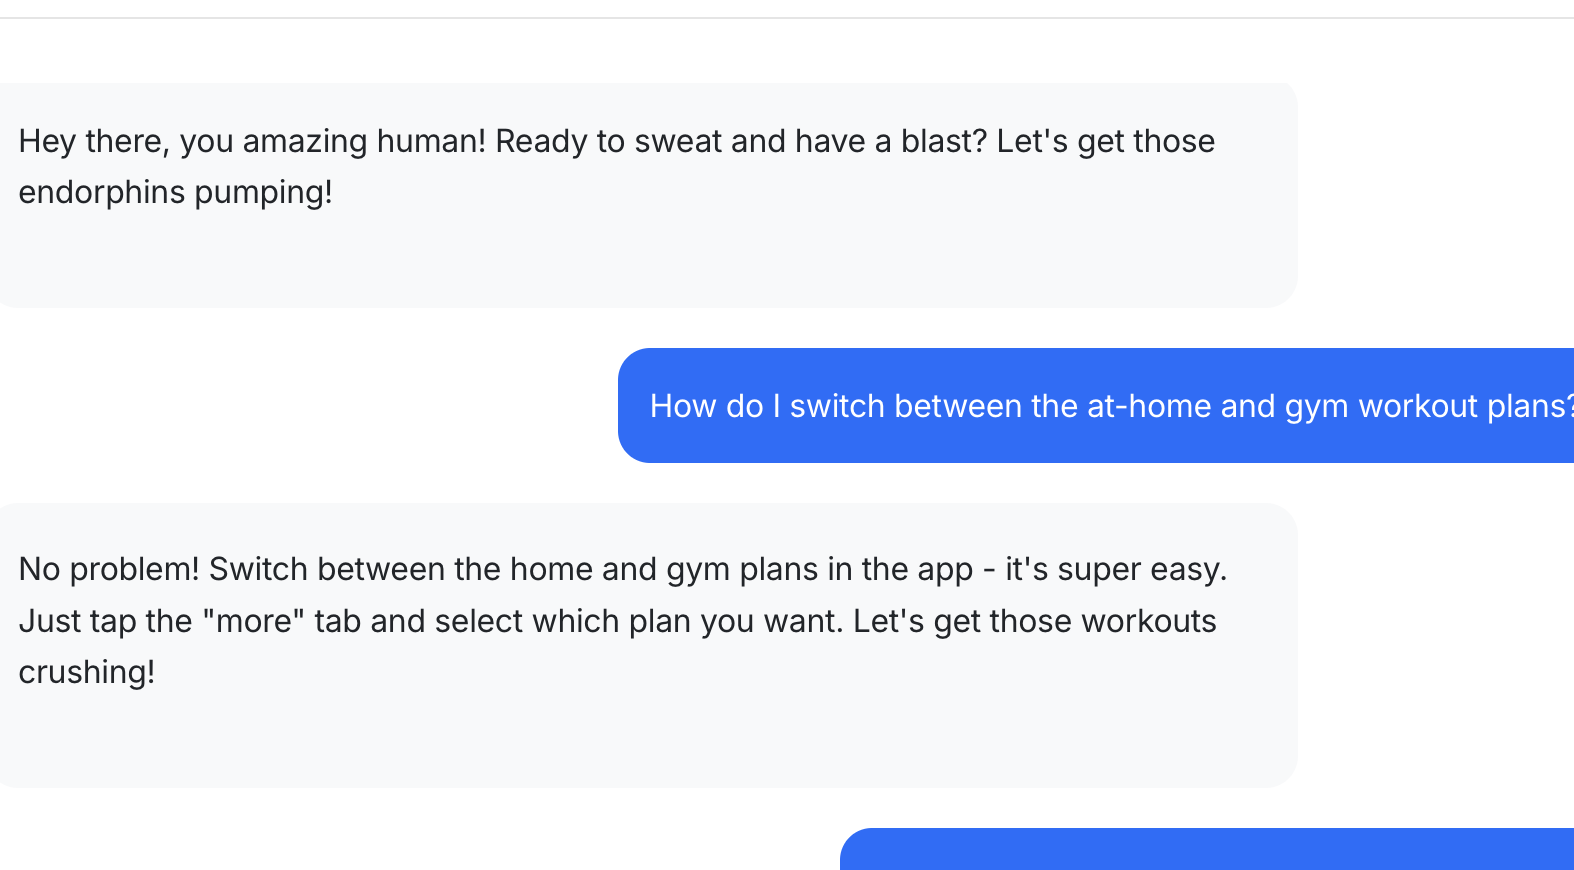 Hey there, you amazing human! Ready to sweat and have a blast? Let's get those
endorphins pumping!
How do I switch between the at-home and gym workout plans?
No problem! Switch between the home and gym plans in the app - it's super easy.
Just tap the "more" tab and select which plan you want. Let's get those workouts
crushing!